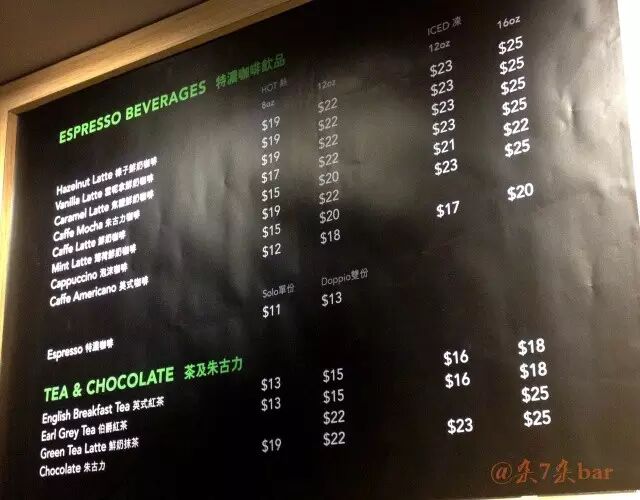 ESPRESSO BEVERAGES 特濃咖啡飲品
HOT 熱 ICED 凍
8oz 12oz 12oz 16oz
Hazelnut Latte 榛子鮮奶咖啡 $19 $22 $23 $25
Vanilla Latte 雲呢拿鮮奶咖啡 $19 $22 $23 $25
Caramel Latte 焦糖鮮奶咖啡 $19 $22 $23 $25
Caffe Mocha 朱古力咖啡 $17 $22 $23 $25
Caffe Latte 鮮奶咖啡 $15 $20 $21 $22
Mint Latte 薄荷鮮奶咖啡 $19 $22 $23 $25
Cappuccino 泡沫咖啡 $15 $20
Caffe Americano 英式咖啡 $12 $18 $17 $20
Solo單份 Doppio雙份
Espresso 特濃咖啡 $11 $13
TEA & CHOCOLATE 茶及朱古力
English Breakfast Tea 英式紅茶 $13 $15 $16 $18
Earl Grey Tea 伯爵紅茶 $13 $15 $16 $18
Green Tea Latte 鮮奶抹茶 $22 $25
Chocolate 朱古力 $19 $22 $23 $25
@朵7朵bar